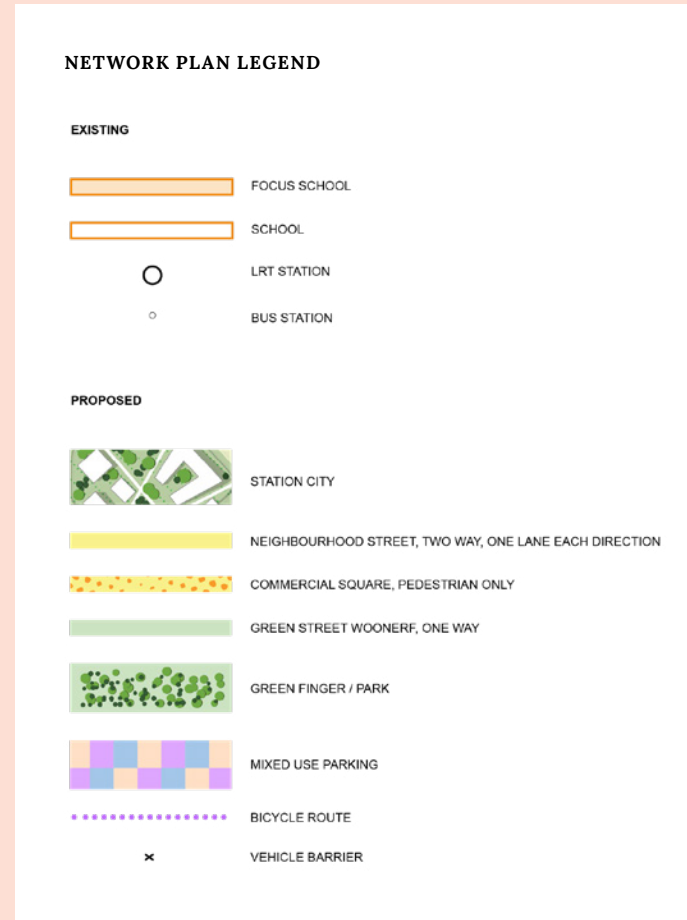 NETWORK PLAN LEGEND
EXISTING
FOCUS SCHOOL
SCHOOL
LRT STATION
BUS STATION
PROPOSED
STATION CITY
NEIGHBOURHOOD STREET, TWO WAY, ONE LANE EACH DIRECTION
COMMERCIAL SQUARE, PEDESTRIAN ONLY
GREEN STREET WOONERF, ONE WAY
GREEN FINGER / PARK
MIXED USE PARKING
BICYCLE ROUTE
VEHICLE BARRIER